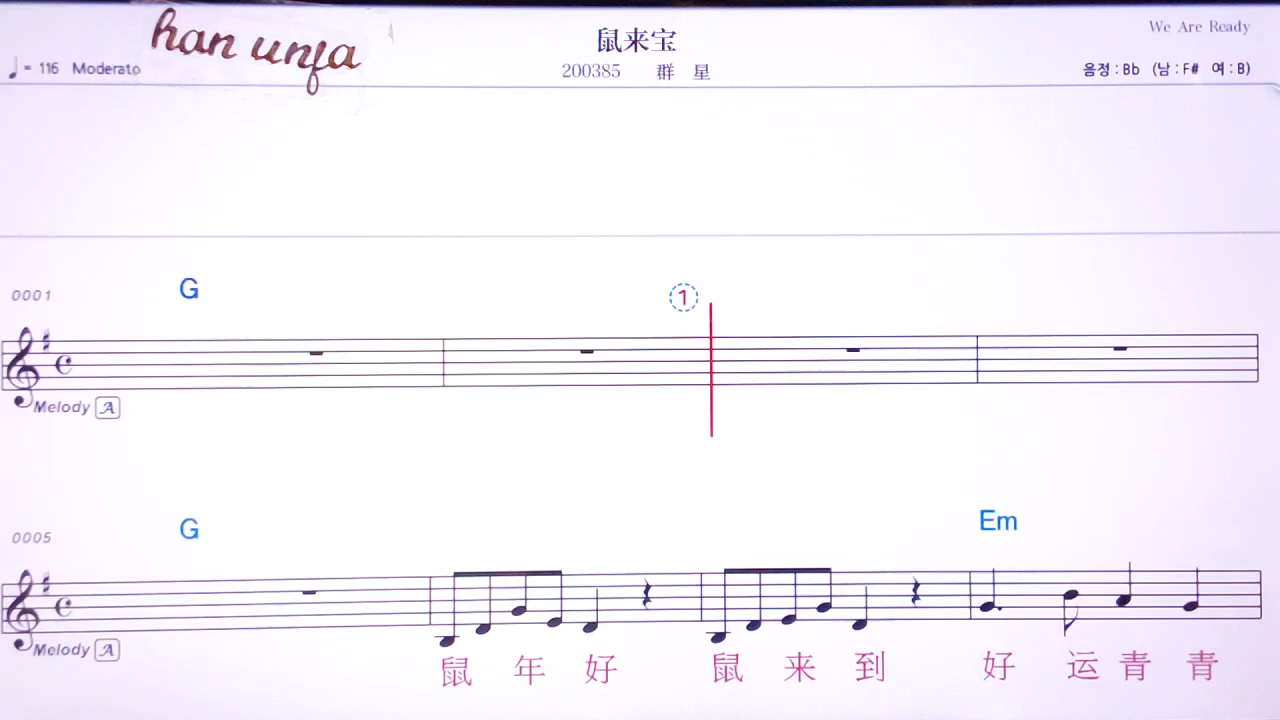 han unfa
鼠来宝
We Are Ready
♩= 116 Moderato
200385 群 星
음정 : Bb (남 : F# 여 : B)
0001 G 1
Melody A
0005 G Em
Melody A
鼠 年 好 鼠 来 到 好 运 青 青